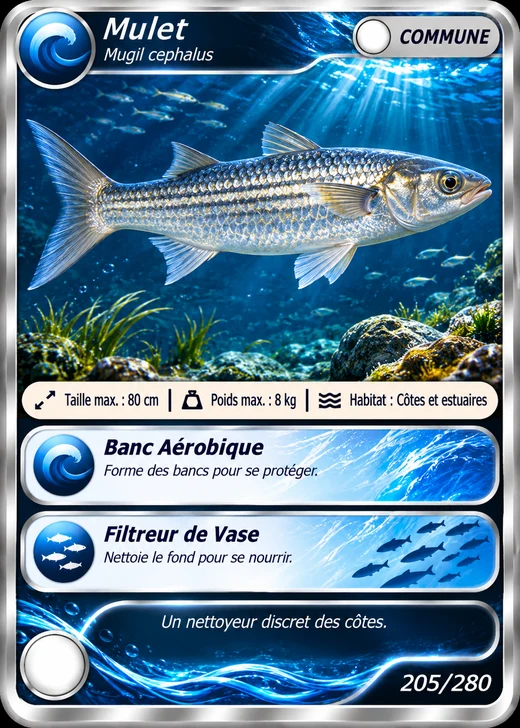 Mulet
COMMUNE
Mugil cephalus
Taille max. : 80 cm
Poids max. : 8 kg
Habitat : Côtes et estuaires
Banc Aérobique
Forme des bancs pour se protéger.
Filtreur de Vase
Nettoie le fond pour se nourrir.
Un nettoyeur discret des côtes.
205/280